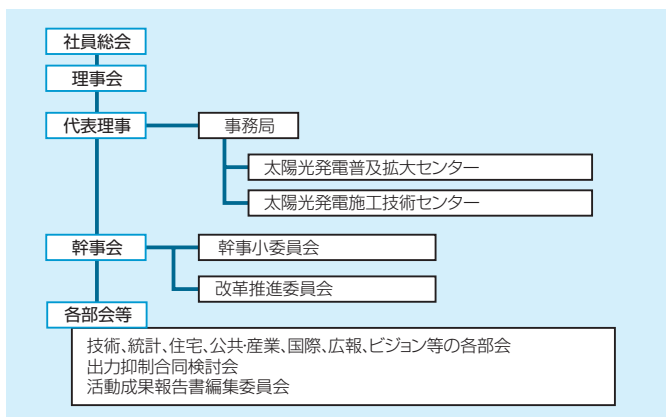 社員総会
理事会
代表理事
事務局
太陽光発電普及拡大センター
太陽光発電施工技術センター
幹事会
幹事小委員会
改革推進委員会
各部会等
技術、統計、住宅、公共・産業、国際、広報、ビジョン等の各部会
出力抑制合同検討会
活動成果報告書編集委員会